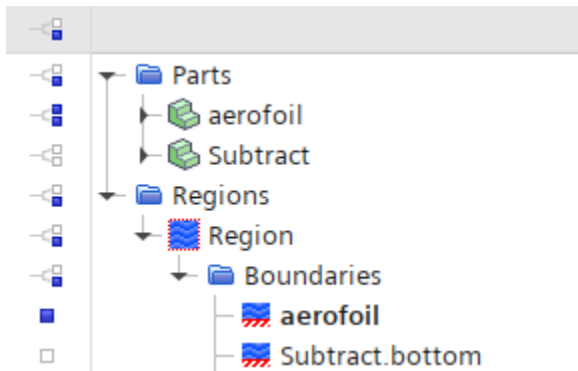 Parts
aerofoil
Subtract
Regions
Region
Boundaries
aerofoil
Subtract.bottom